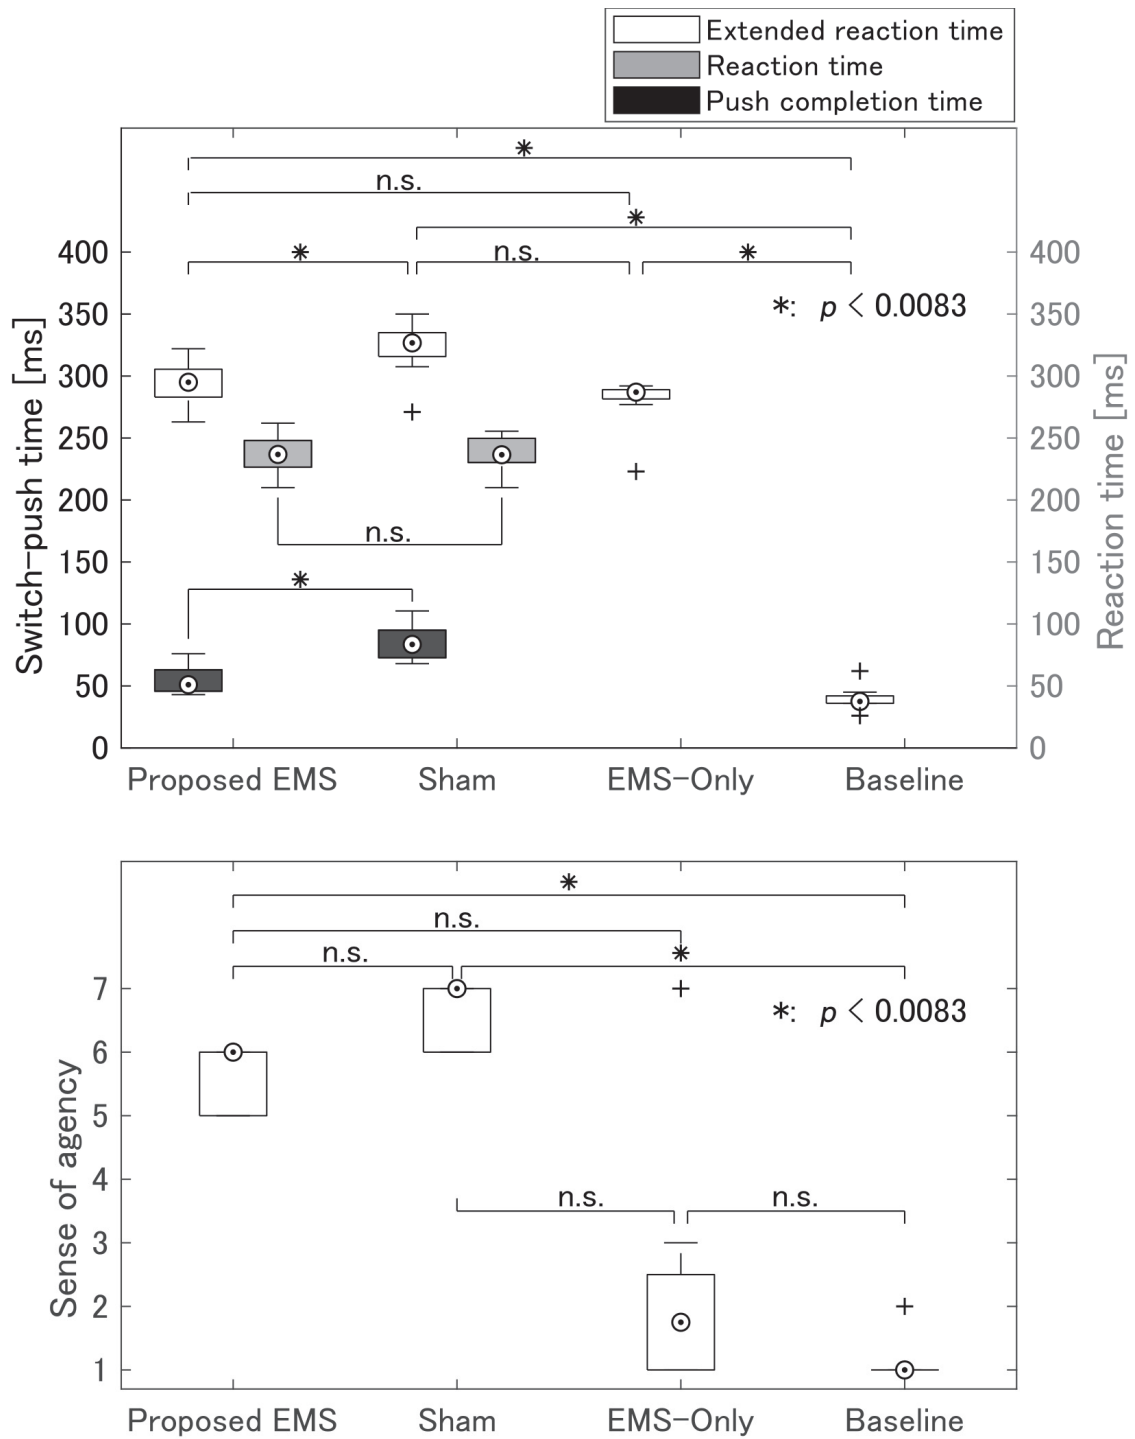 Extended reaction time
Reaction time
Push completion time
*
n.s.
*
* n.s. *
*: p < 0.0083
400 400
350 350
300 300
250 250
200 200
150 150
100 100
50 50
0 0
n.s.
*
Switch-push time [ms]
Reaction time [ms]
Proposed EMS Sham EMS-Only Baseline
*
n.s.
n.s. *
*: p < 0.0083
7
6
5
4
3
2
1
n.s. n.s.
Sense of agency
Proposed EMS Sham EMS-Only Baseline